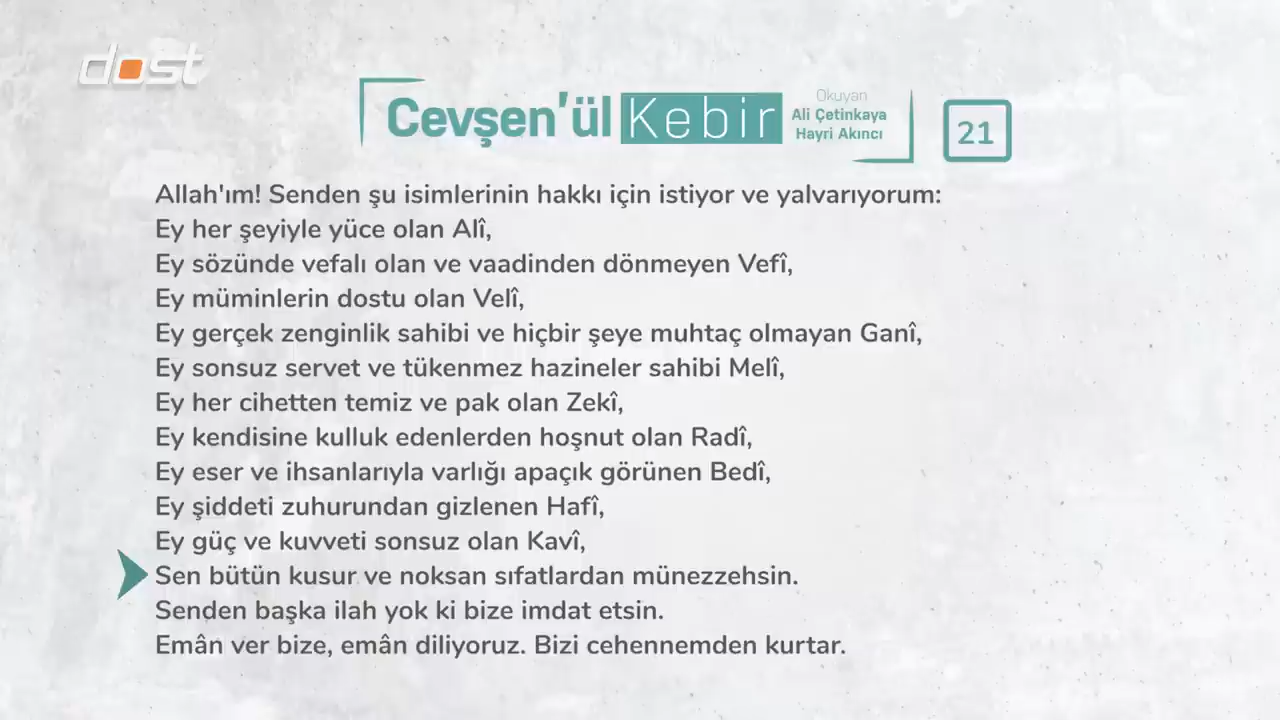 dost
Cevşen'ül Kebir
Okuyan
Ali Çetinkaya
Hayri Akıncı
21
Allah'ım! Senden şu isimlerinin hakkı için istiyor ve yalvarıyorum:
Ey her şeyiyle yüce olan Alî,
Ey sözünde vefalı olan ve vaadinden dönmeyen Vefî,
Ey müminlerin dostu olan Velî,
Ey gerçek zenginlik sahibi ve hiçbir şeye muhtaç olmayan Ganî,
Ey sonsuz servet ve tükenmez hazineler sahibi Melî,
Ey her cihetten temiz ve pak olan Zekî,
Ey kendisine kulluk edenlerden hoşnut olan Radî,
Ey eser ve ihsanlarıyla varlığı apaçık görünen Bedî,
Ey şiddeti zuhurundan gizlenen Hafî,
Ey güç ve kuvveti sonsuz olan Kavî,
Sen bütün kusur ve noksan sıfatlardan münezzehsin.
Senden başka ilah yok ki bize imdat etsin.
Emân ver bize, emân diliyoruz. Bizi cehennemden kurtar.